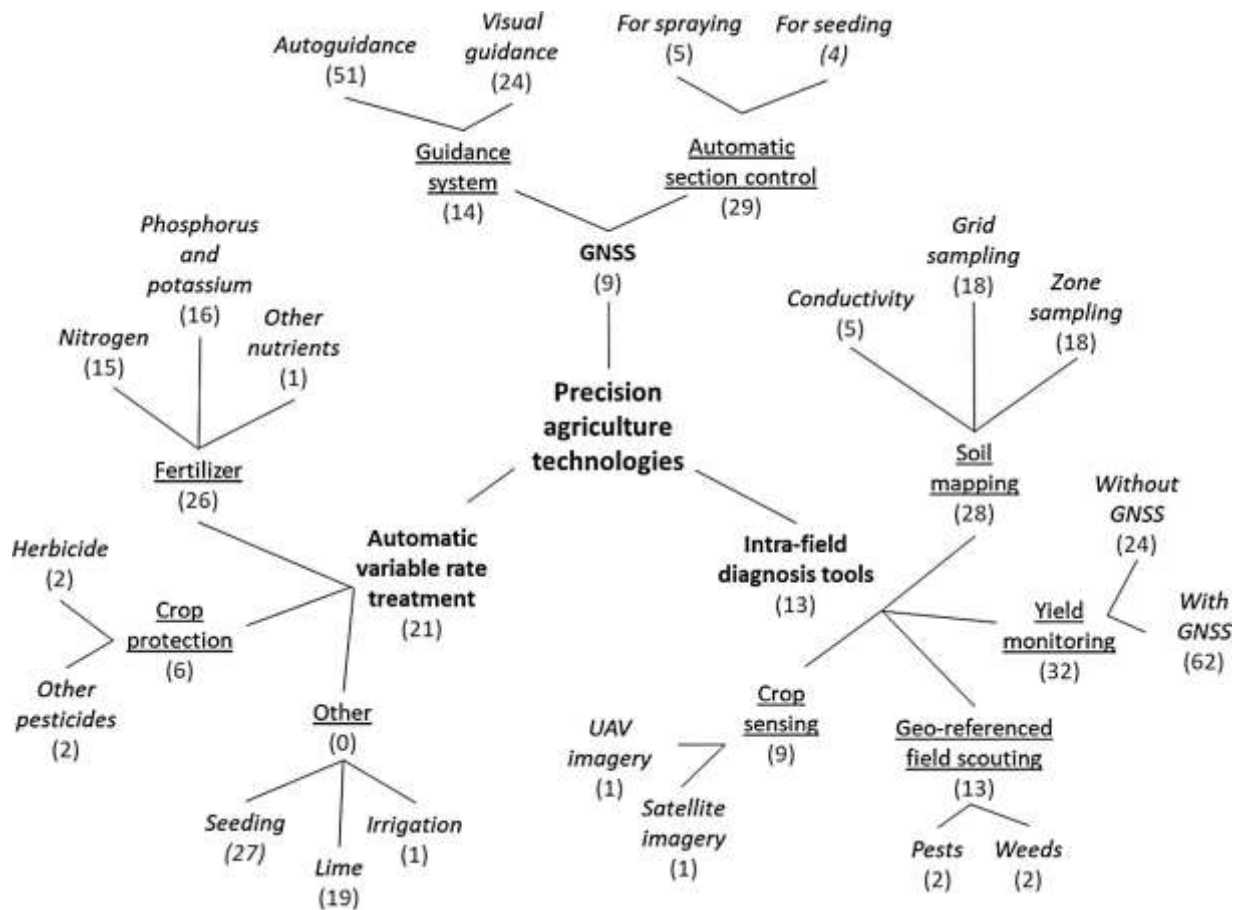 Autoguidance
(51)
Visual
guidance
(24)
For spraying
(5)
For seeding
(4)
Guidance
system
(14)
Automatic
section control
(29)
GNSS
(9)
Phosphorus
and
potassium
(16)
Nitrogen
(15)
Other
nutrients
(1)
Grid
sampling
(18)
Conductivity
(5)
Zone
sampling
(18)
Precision
agriculture
technologies
Fertilizer
(26)
Soil
mapping
(28)
Without
GNSS
(24)
Herbicide
(2)
Automatic
variable rate
treatment
(21)
Intra-field
diagnosis tools
(13)
Crop
protection
(6)
Yield
monitoring
(32)
With
GNSS
(62)
Other
pesticides
(2)
Other
(0)
Crop
sensing
(9)
Geo-referenced
field scouting
(13)
UAV
imagery
(1)
Satellite
imagery
(1)
Seeding
(27)
Lime
(19)
Irrigation
(1)
Pests
(2)
Weeds
(2)